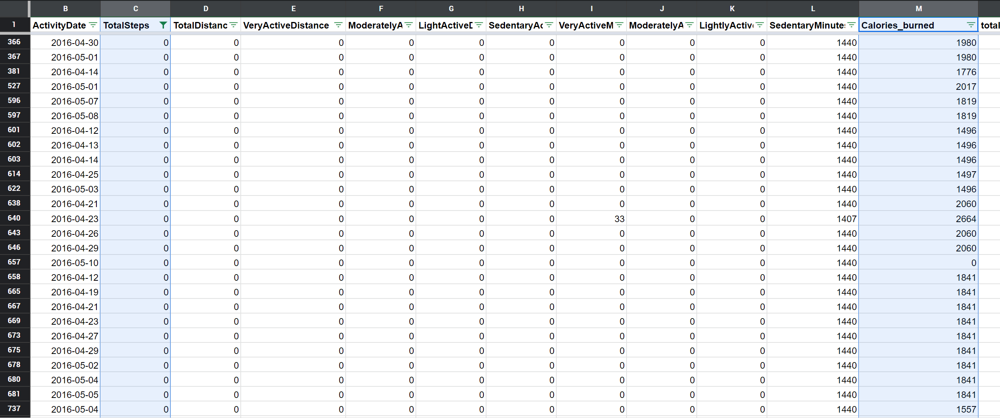 B C D E F G H I J K L M
1 ActivityDate TotalSteps TotalDistanc VeryActiveDistance ModeratelyA LightActiveD SedentaryAc VeryActiveM ModeratelyA LightlyActiv SedentaryMinute Calories_burned total
366 2016-04-30 0 0 0 0 0 0 0 0 0 1440 1980
367 2016-05-01 0 0 0 0 0 0 0 0 0 1440 1980
381 2016-04-14 0 0 0 0 0 0 0 0 0 1440 1776
527 2016-05-01 0 0 0 0 0 0 0 0 0 1440 2017
596 2016-05-07 0 0 0 0 0 0 0 0 0 1440 1819
597 2016-05-08 0 0 0 0 0 0 0 0 0 1440 1819
601 2016-04-12 0 0 0 0 0 0 0 0 0 1440 1496
602 2016-04-13 0 0 0 0 0 0 0 0 0 1440 1496
603 2016-04-14 0 0 0 0 0 0 0 0 0 1440 1496
614 2016-04-25 0 0 0 0 0 0 0 0 0 1440 1497
622 2016-05-03 0 0 0 0 0 0 0 0 0 1440 1496
638 2016-04-21 0 0 0 0 0 0 0 0 0 1440 2060
640 2016-04-23 0 0 0 0 0 0 33 0 0 1407 2664
643 2016-04-26 0 0 0 0 0 0 0 0 0 1440 2060
646 2016-04-29 0 0 0 0 0 0 0 0 0 1440 2060
657 2016-05-10 0 0 0 0 0 0 0 0 0 1440 0
658 2016-04-12 0 0 0 0 0 0 0 0 0 1440 1841
665 2016-04-19 0 0 0 0 0 0 0 0 0 1440 1841
667 2016-04-21 0 0 0 0 0 0 0 0 0 1440 1841
669 2016-04-23 0 0 0 0 0 0 0 0 0 1440 1841
673 2016-04-27 0 0 0 0 0 0 0 0 0 1440 1841
675 2016-04-29 0 0 0 0 0 0 0 0 0 1440 1841
678 2016-05-02 0 0 0 0 0 0 0 0 0 1440 1841
680 2016-05-04 0 0 0 0 0 0 0 0 0 1440 1841
681 2016-05-05 0 0 0 0 0 0 0 0 0 1440 1841
737 2016-05-04 0 0 0 0 0 0 0 0 0 1440 1557